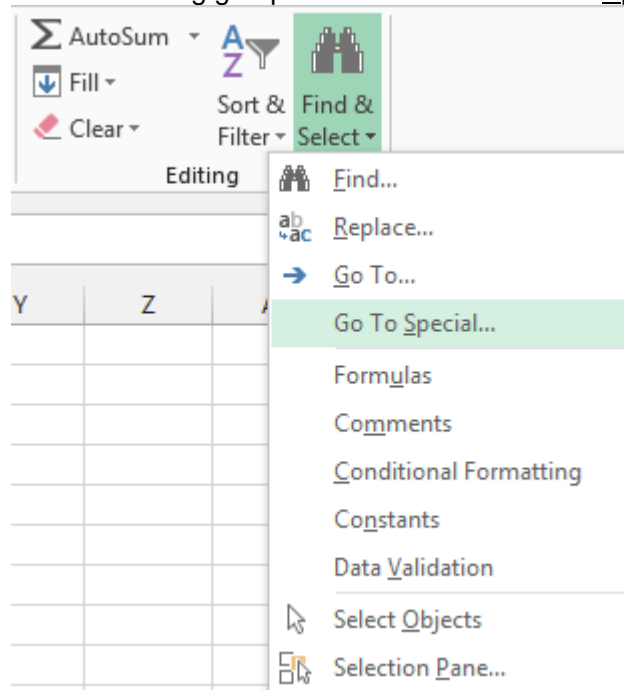 AutoSum
Fill
Clear
Sort &
Filter
Find &
Select
Editing
Find...
Replace...
Go To...
Go To Special...
Formulas
Comments
Conditional Formatting
Constants
Data Validation
Select Objects
Selection Pane...
Y Z